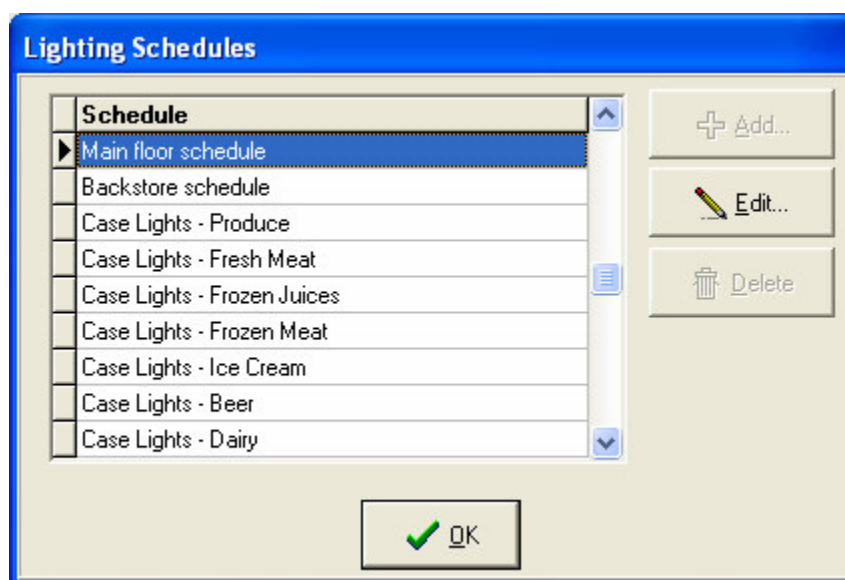 Lighting Schedules
Schedule
Main floor schedule
Backstore schedule
Case Lights - Produce
Case Lights - Fresh Meat
Case Lights - Frozen Juices
Case Lights - Frozen Meat
Case Lights - Ice Cream
Case Lights - Beer
Case Lights - Dairy
Add...
Edit...
Delete
OK